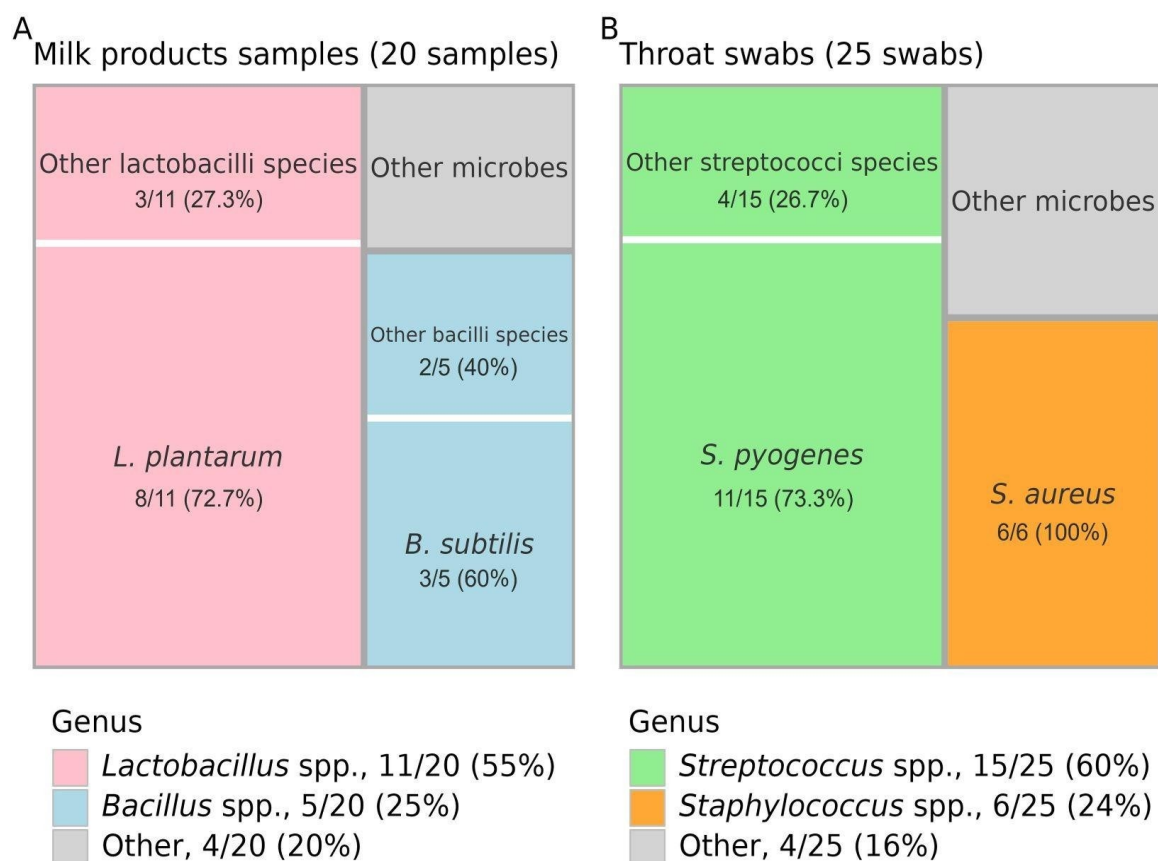 A
Milk products samples (20 samples)
Other lactobacilli species
3/11 (27.3%)
Other microbes
Other bacilli species
2/5 (40%)
L. plantarum
8/11 (72.7%)
B. subtilis
3/5 (60%)
Genus
Lactobacillus spp., 11/20 (55%)
Bacillus spp., 5/20 (25%)
Other, 4/20 (20%)
B
Throat swabs (25 swabs)
Other streptococci species
4/15 (26.7%)
Other microbes
S. pyogenes
11/15 (73.3%)
S. aureus
6/6 (100%)
Genus
Streptococcus spp., 15/25 (60%)
Staphylococcus spp., 6/25 (24%)
Other, 4/25 (16%)